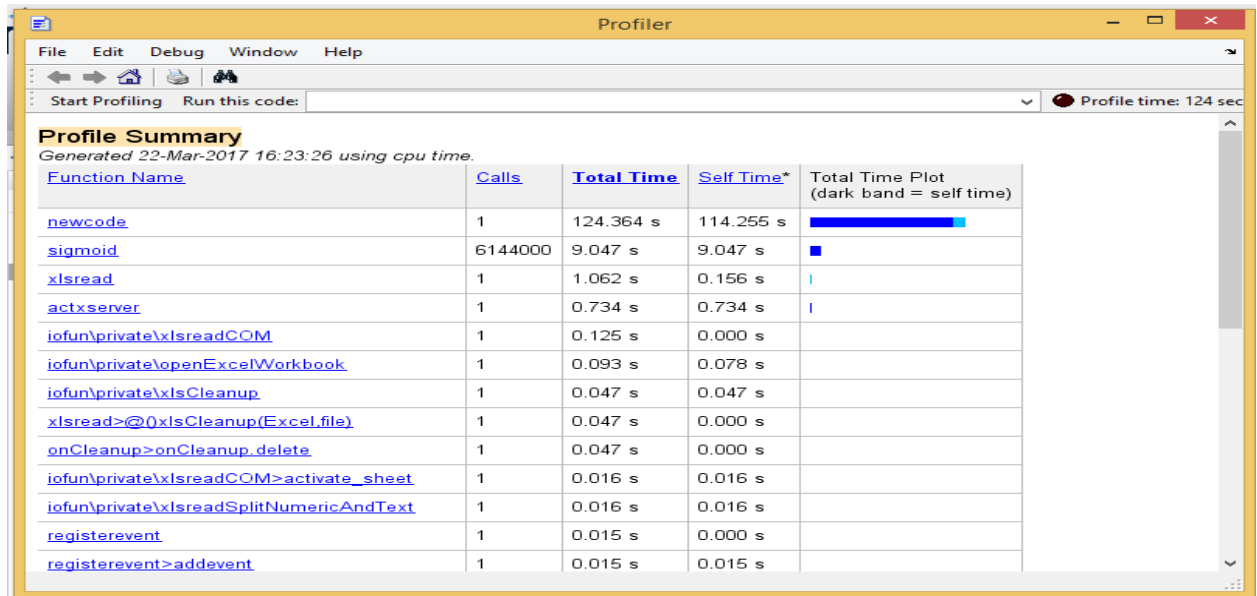 Profiler
File Edit Debug Window Help
Start Profiling Run this code: Profile time: 124 sec
Profile Summary
Generated 22-Mar-2017 16:23:26 using cpu time.
Function Name Calls Total Time Self Time* Total Time Plot
(dark band = self time)
newcode 1 124.364 s 114.255 s
sigmoid 6144000 9.047 s 9.047 s
xlsread 1 1.062 s 0.156 s
actxserver 1 0.734 s 0.734 s
iofun\private\xlsreadCOM 1 0.125 s 0.000 s
iofun\private\openExcelWorkbook 1 0.093 s 0.078 s
iofun\private\xlsCleanup 1 0.047 s 0.047 s
xlsread>@()xlsCleanup(Excel,file) 1 0.047 s 0.000 s
onCleanup>onCleanup.delete 1 0.047 s 0.000 s
iofun\private\xlsreadCOM>activate_sheet 1 0.016 s 0.016 s
iofun\private\xlsreadSplitNumericAndText 1 0.016 s 0.016 s
registerevent 1 0.015 s 0.000 s
registerevent>addevent 1 0.015 s 0.015 s